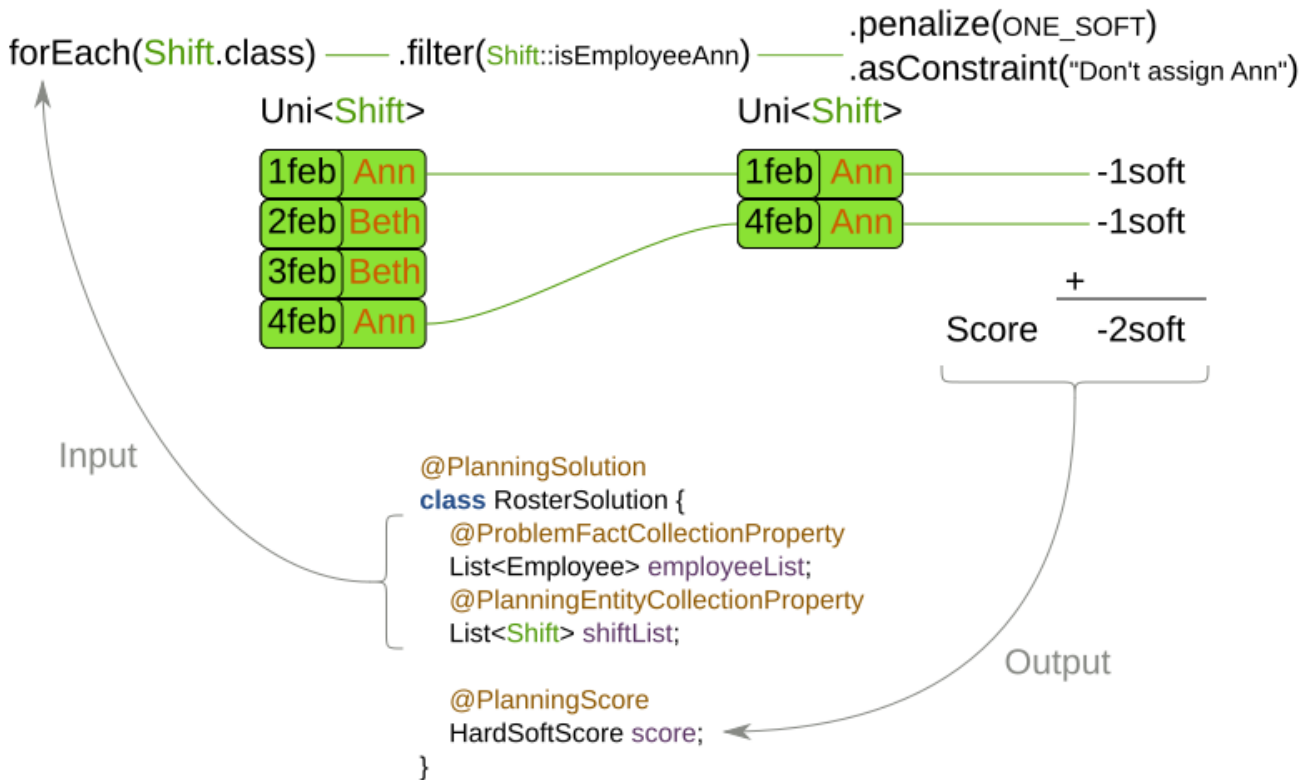 forEach(Shift.class) .filter(Shift::isEmployeeAnn) .penalize(ONE_SOFT)
.asConstraint("Don't assign Ann")
Uni<Shift> Uni<Shift>
1feb Ann 1feb Ann -1soft
2feb Beth 4feb Ann -1soft
3feb Beth +
4feb Ann Score -2soft
Input
@PlanningSolution
class RosterSolution {
@ProblemFactCollectionProperty
List<Employee> employeeList;
@PlanningEntityCollectionProperty
List<Shift> shiftList;
Output
@PlanningScore
HardSoftScore score;
}